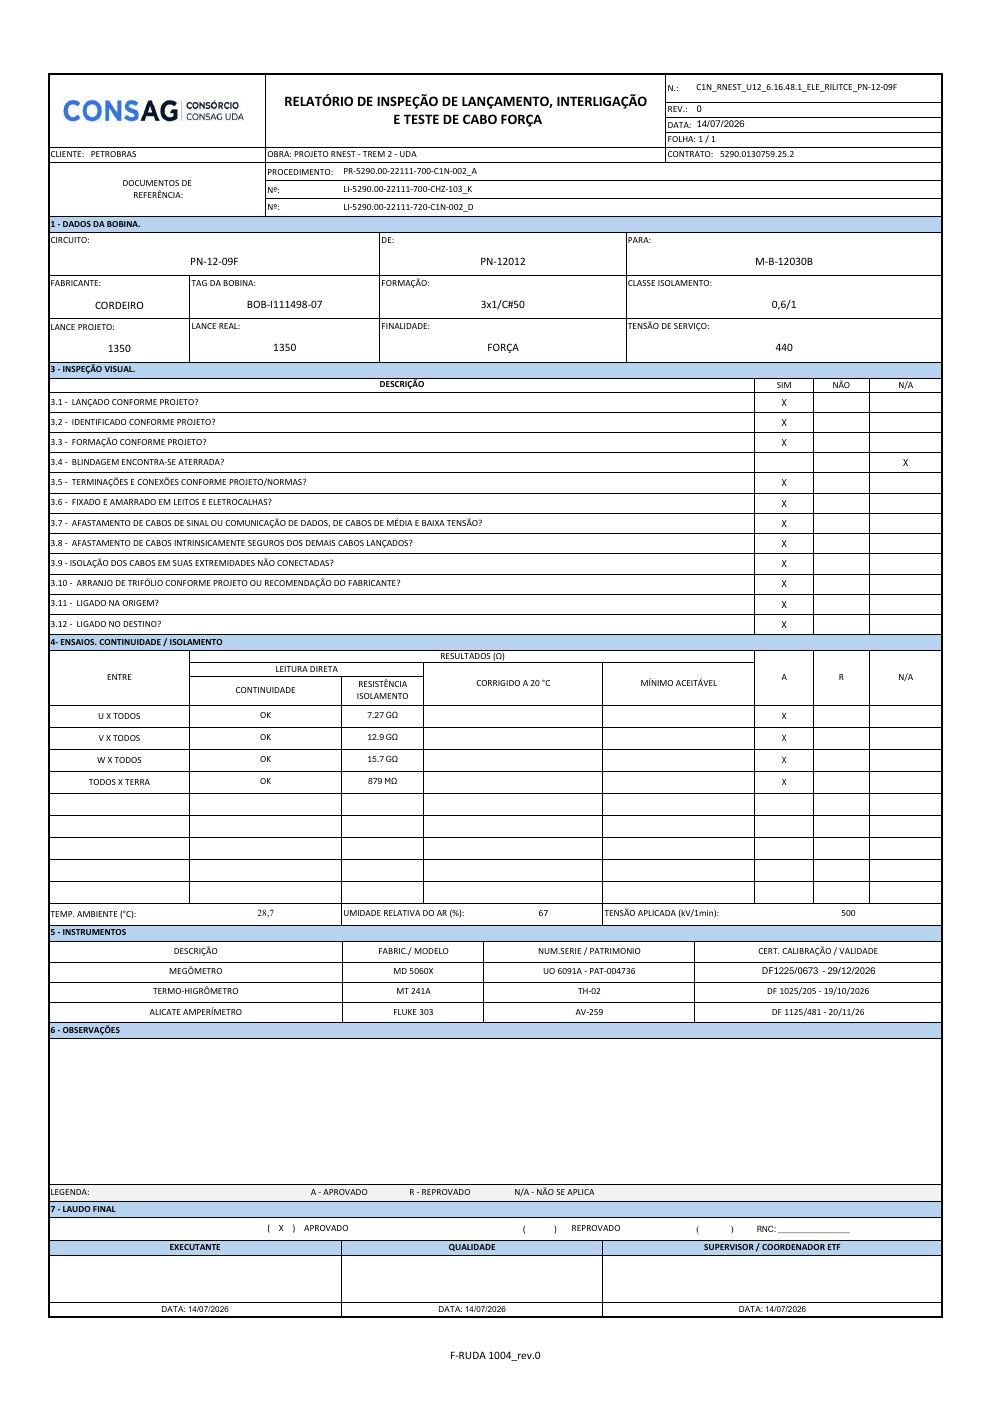 CONSAG CONSÓRCIO
CONSAG UDA
RELATÓRIO DE INSPEÇÃO DE LANÇAMENTO, INTERLIGAÇÃO
E TESTE DE CABO FORÇA
N.: C1N_RNEST_U12_6.16.48.1_ELE_RILITCE_PN-12-09F
REV.: 0
DATA: 14/07/2026
FOLHA: 1 / 1
CLIENTE: PETROBRAS OBRA: PROJETO RNEST - TREM 2 - UDA CONTRATO: 5290.0130759.25.2
DOCUMENTOS DE
REFERÊNCIA:
PROCEDIMENTO: PR-5290.00-22111-700-C1N-002_A
Nº: LI-5290.00-22111-700-CHZ-103_K
Nº: LI-5290.00-22111-720-C1N-002_D
1 - DADOS DA BOBINA.
CIRCUITO: DE: PARA:
PN-12-09F PN-12012 M-B-12030B
FABRICANTE: TAG DA BOBINA: FORMAÇÃO: CLASSE ISOLAMENTO:
CORDEIRO BOB-I111498-07 3x1/C#50 0,6/1
LANCE PROJETO: LANCE REAL: FINALIDADE: TENSÃO DE SERVIÇO:
1350 1350 FORÇA 440
3 - INSPEÇÃO VISUAL.
DESCRIÇÃO SIM NÃO N/A
3.1 - LANÇADO CONFORME PROJETO? X
3.2 - IDENTIFICADO CONFORME PROJETO? X
3.3 - FORMAÇÃO CONFORME PROJETO? X
3.4 - BLINDAGEM ENCONTRA-SE ATERRADA? X
3.5 - TERMINAÇÕES E CONEXÕES CONFORME PROJETO/NORMAS? X
3.6 - FIXADO E AMARRADO EM LEITOS E ELETROCALHAS? X
3.7 - AFASTAMENTO DE CABOS DE SINAL OU COMUNICAÇÃO DE DADOS, DE CABOS DE MÉDIA E BAIXA TENSÃO? X
3.8 - AFASTAMENTO DE CABOS INTRINSICAMENTE SEGUROS DOS DEMAIS CABOS LANÇADOS? X
3.9 - ISOLAÇÃO DOS CABOS EM SUAS EXTREMIDADES NÃO CONECTADAS? X
3.10 - ARRANJO DE TRIFÓLIO CONFORME PROJETO OU RECOMENDAÇÃO DO FABRICANTE? X
3.11 - LIGADO NA ORIGEM? X
3.12 - LIGADO NO DESTINO? X
4- ENSAIOS. CONTINUIDADE / ISOLAMENTO
ENTRE RESULTADOS (Ω) A R N/A
LEITURA DIRETA CORRIGIDO A 20 °C MÍNIMO ACEITÁVEL
CONTINUIDADE RESISTÊNCIA
ISOLAMENTO
U X TODOS OK 7.27 GΩ X
V X TODOS OK 12.9 GΩ X
W X TODOS OK 15.7 GΩ X
TODOS X TERRA OK 879 MΩ X
TEMP. AMBIENTE (°C): 28,7 UMIDADE RELATIVA DO AR (%): 67 TENSÃO APLICADA (kV/1min): 500
5 - INSTRUMENTOS
DESCRIÇÃO FABRIC./ MODELO NUM.SERIE / PATRIMONIO CERT. CALIBRAÇÃO / VALIDADE
MEGÔMETRO MD 5060X UO 6091A - PAT-004736 DF1225/0673 - 29/12/2026
TERMO-HIGRÔMETRO MT 241A TH-02 DF 1025/205 - 19/10/2026
ALICATE AMPERÍMETRO FLUKE 303 AV-259 DF 1125/481 - 20/11/26
6 - OBSERVAÇÕES
LEGENDA: A - APROVADO R - REPROVADO N/A - NÃO SE APLICA
7 - LAUDO FINAL
( X ) APROVADO ( ) REPROVADO ( ) RNC: _______________
EXECUTANTE QUALIDADE SUPERVISOR / COORDENADOR ETF
DATA: 14/07/2026 DATA: 14/07/2026 DATA: 14/07/2026
F-RUDA 1004_rev.0